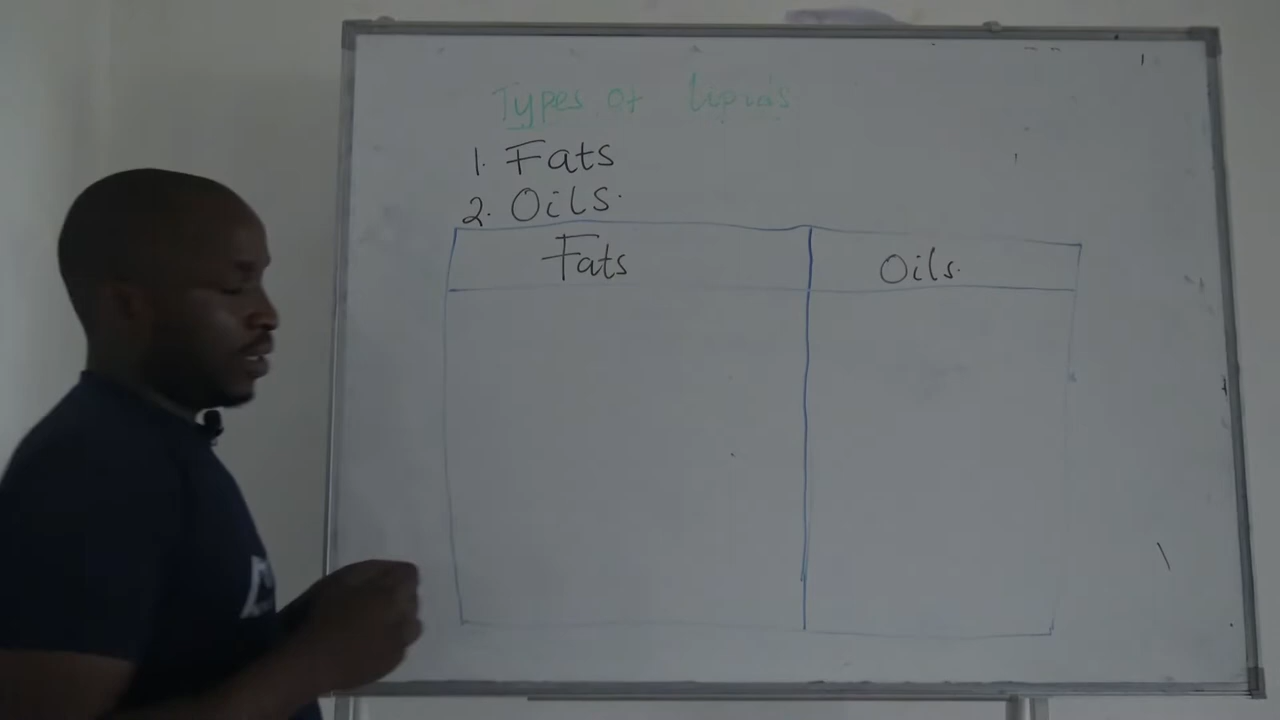 Types of lipids
1. Fats
2. Oils.
Fats Oils.